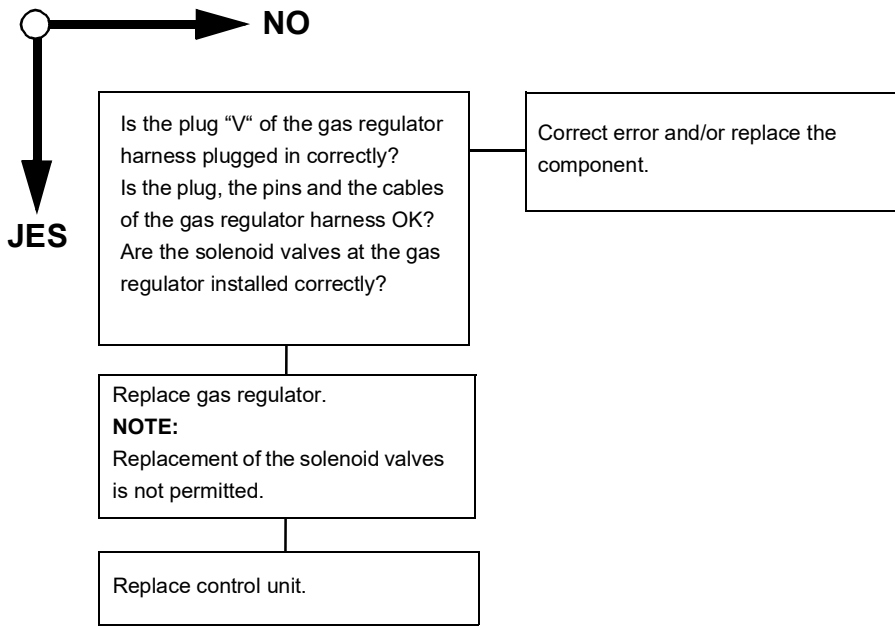 NO
JES
Is the plug “V“ of the gas regulator
harness plugged in correctly?
Is the plug, the pins and the cables
of the gas regulator harness OK?
Are the solenoid valves at the gas
regulator installed correctly?
Correct error and/or replace the
component.
Replace gas regulator.
NOTE:
Replacement of the solenoid valves
is not permitted.
Replace control unit.